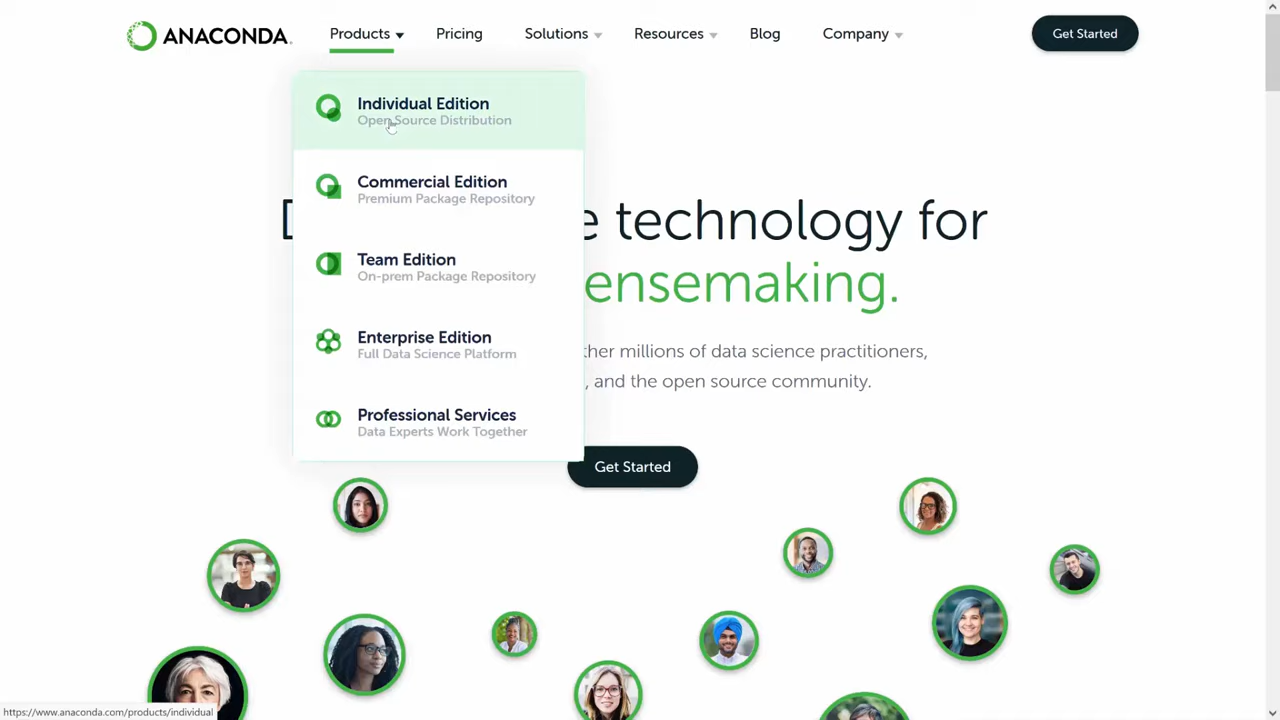 ANACONDA.
Products
Pricing
Solutions
Resources
Blog
Company
Get Started
Individual Edition
Open Source Distribution
Commercial Edition
Premium Package Repository
Team Edition
On-prem Package Repository
Enterprise Edition
Full Data Science Platform
Professional Services
Data Experts Work Together
D e technology for
ensemaking.
ther millions of data science practitioners,
, and the open source community.
Get Started
https://www.anaconda.com/products/individual